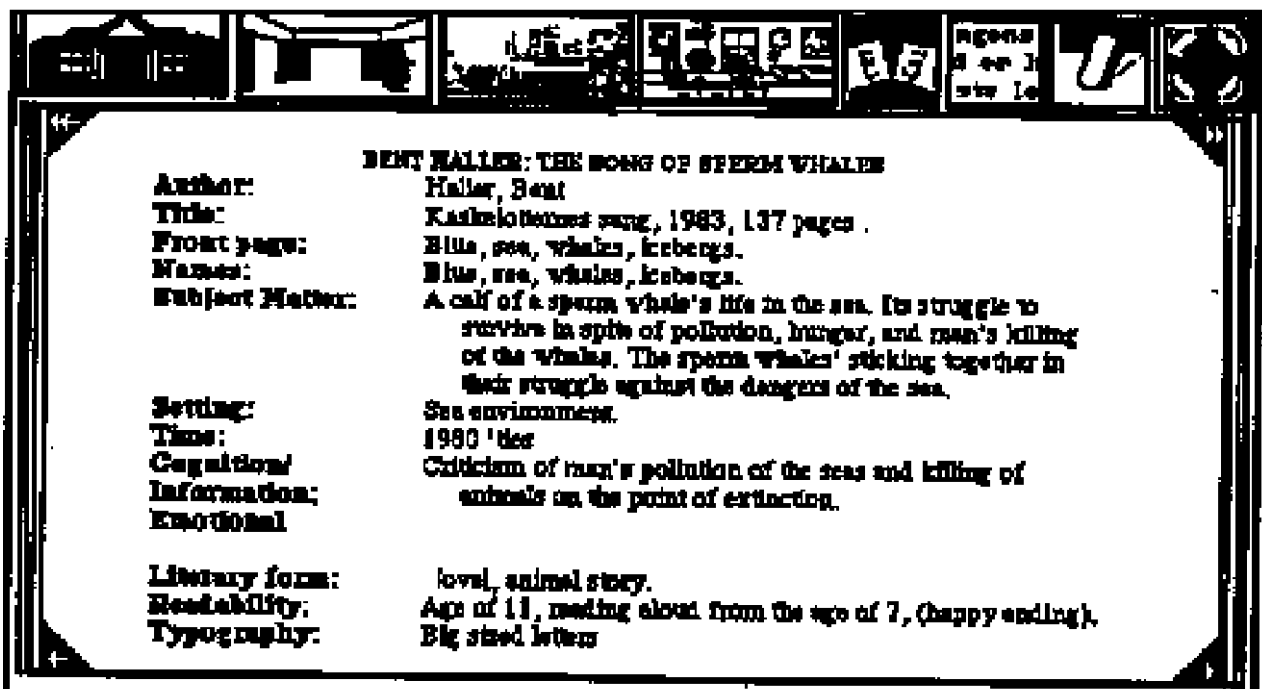 agons
d er h
ste le
BENT HALLER: THE SONG OF SPERM WHALES
Author: Haller, Bent
Title: Kaskelotternes sang, 1983, 137 pages.
Front page: Blue, sea, whales, icebergs.
Names: Blue, sea, whales, icebergs.
Subject Matter: A calf of a sperm whale's life in the sea. Its struggle to
survive in spite of pollution, hunger, and man's killing
of the whales. The sperm whales' sticking together in
their struggle against the dangers of the sea.
Setting: Sea environment.
Time: 1980 'ties
Cognition/ Criticism of man's pollution of the seas and killing of
Information: animals on the point of extinction.
Emotional
Literary form: lovel, animal story.
Readability: Age of 11, reading aloud from the age of 7, (happy ending).
Typography: Big sized letters